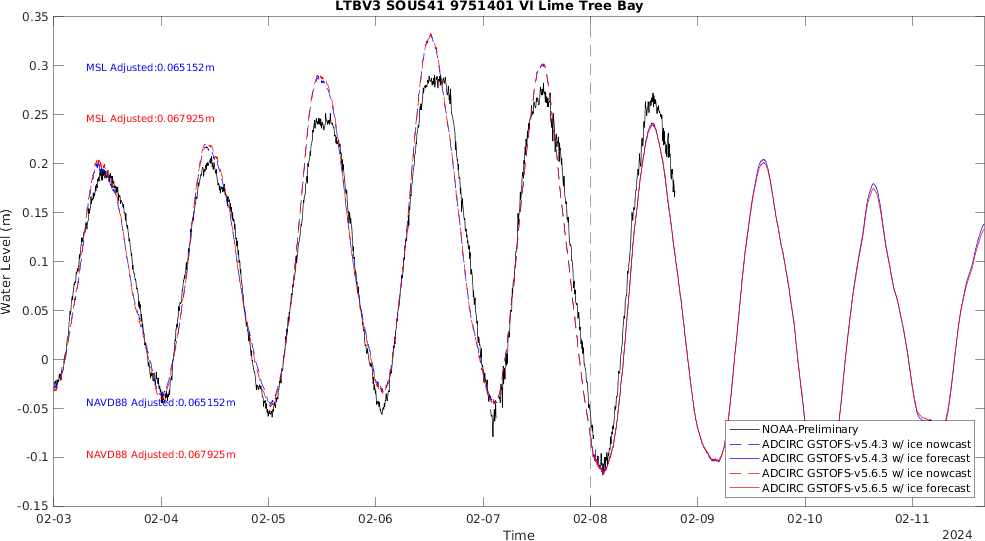 LTBV3 SOUS41 9751401 VI Lime Tree Bay
0.35
0.3
0.25
0.2
0.15
0.1
0.05
0
-0.05
-0.1
-0.15
Water Level (m)
MSL Adjusted:0.065152m
MSL Adjusted:0.067925m
NAVD88 Adjusted:0.065152m
NAVD88 Adjusted:0.067925m
NOAA-Preliminary
ADCIRC GSTOFS-v5.4.3 w/ ice nowcast
ADCIRC GSTOFS-v5.4.3 w/ ice forecast
ADCIRC GSTOFS-v5.6.5 w/ ice nowcast
ADCIRC GSTOFS-v5.6.5 w/ ice forecast
02-03 02-04 02-05 02-06 02-07 02-08 02-09 02-10 02-11
Time
2024